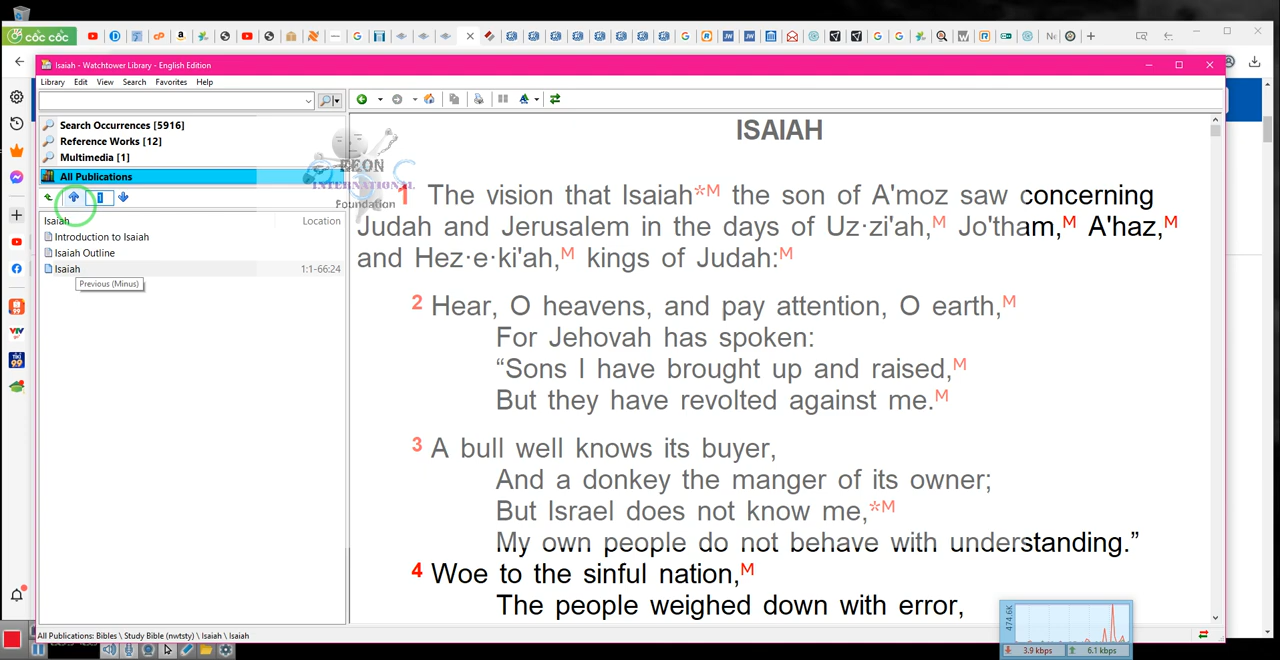 cốc cốc
Isaiah - Watchtower Library - English Edition
Library Edit View Search Favorites Help
Search Occurrences [5916]
Reference Works [12]
Multimedia [1]
All Publications
1
Isaiah Location
Introduction to Isaiah
Isaiah Outline
Isaiah 1:1-66:24
Previous (Minus)
EEON
INTERNATIONAL
Foundation
ISAIAH
1 The vision that Isaiah*M the son of A'moz saw concerning
Judah and Jerusalem in the days of Uz·zi'ah,M Jo'tham,M A'haz,M
and Hez·e·ki'ah,M kings of Judah:M
2 Hear, O heavens, and pay attention, O earth,M
For Jehovah has spoken:
“Sons I have brought up and raised,M
But they have revolted against me.M
3 A bull well knows its buyer,
And a donkey the manger of its owner;
But Israel does not know me,*M
My own people do not behave with understanding.”
4 Woe to the sinful nation,M
The people weighed down with error,
All Publications: Bibles \ Study Bible (nwtsty) \ Isaiah \ Isaiah
474.6K
3.9 kbps 6.1 kbps